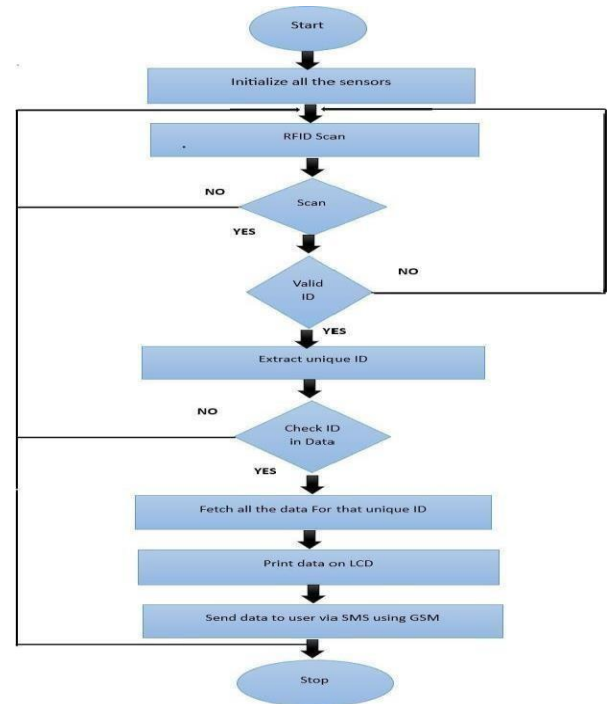 Start
Initialize all the sensors
RFID Scan
NO
Scan
YES
Valid
ID
NO
YES
Extract unique ID
NO
Check ID
in Data
YES
Fetch all the data For that unique ID
Print data on LCD
Send data to user via SMS using GSM
Stop